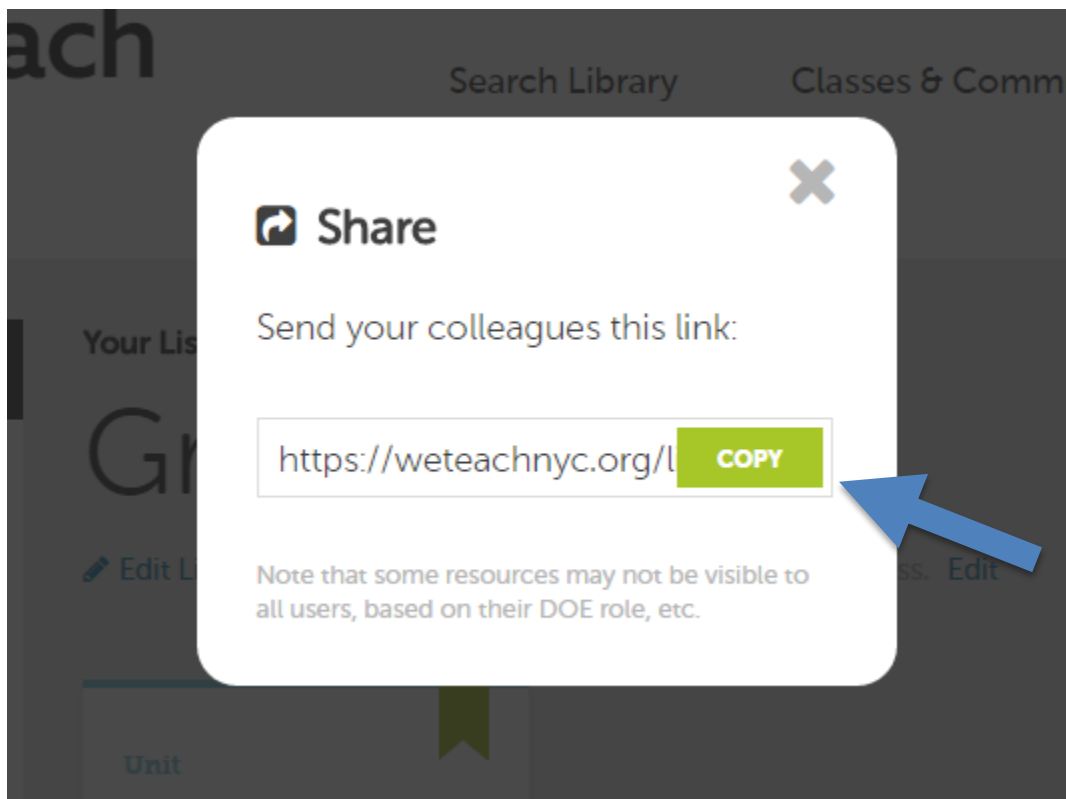 ach
Search Library
Classes & Comm
Share
Send your colleagues this link:
Your Lis
Gr
https://weteachnyc.org/l
COPY
Edit Li
ss. Edit
Note that some resources may not be visible to
all users, based on their DOE role, etc.
Unit